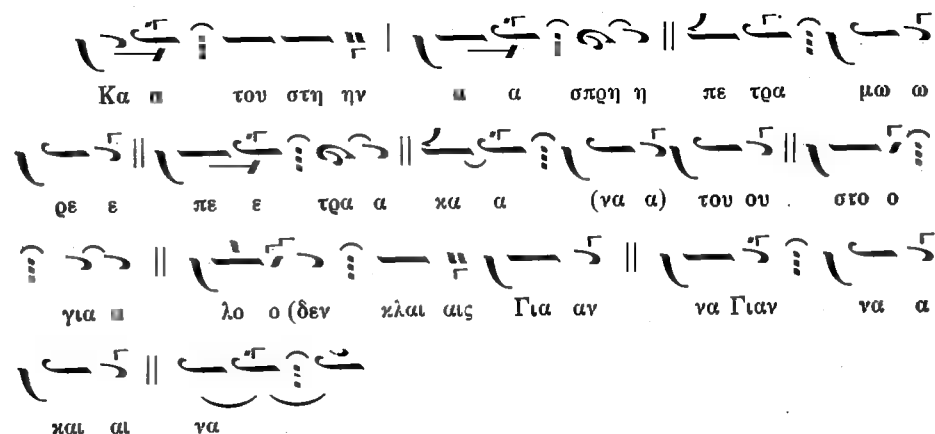 Κα α του στη ην α α σπρη η πε τρα μω ω
ρε ε πε ε τρα α κα α (να α) του ου στο ο
για α λο ο (δεν κλαι αις Για αν να Γιαν να α
και αι να